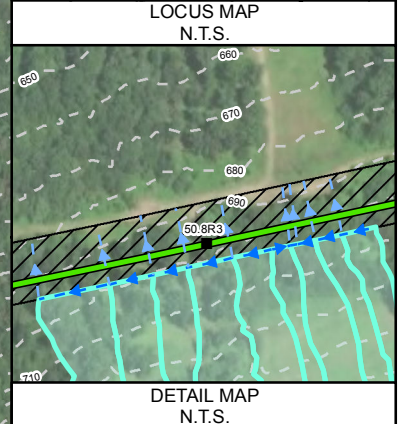 LOCUS MAP
N.T.S.
660
650
670
680
690
50.8R3
710
DETAIL MAP
N.T.S.